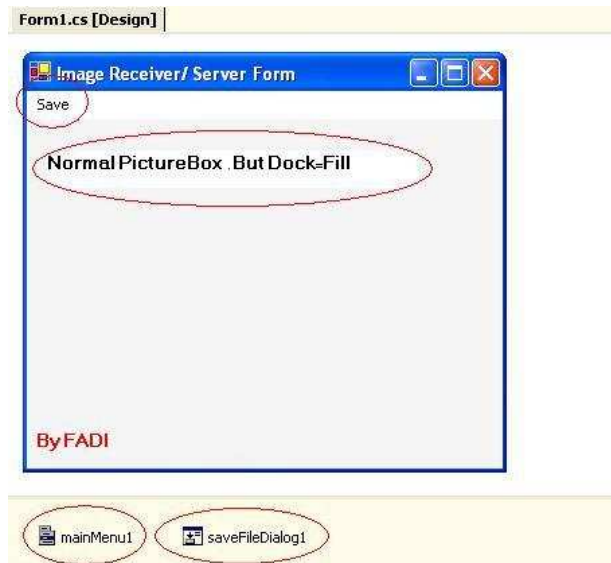 Form1.cs [Design]
Image Receiver/ Server Form
Save
Normal PictureBox . But Dock=Fill
By FADI
mainMenu1
saveFileDialog1